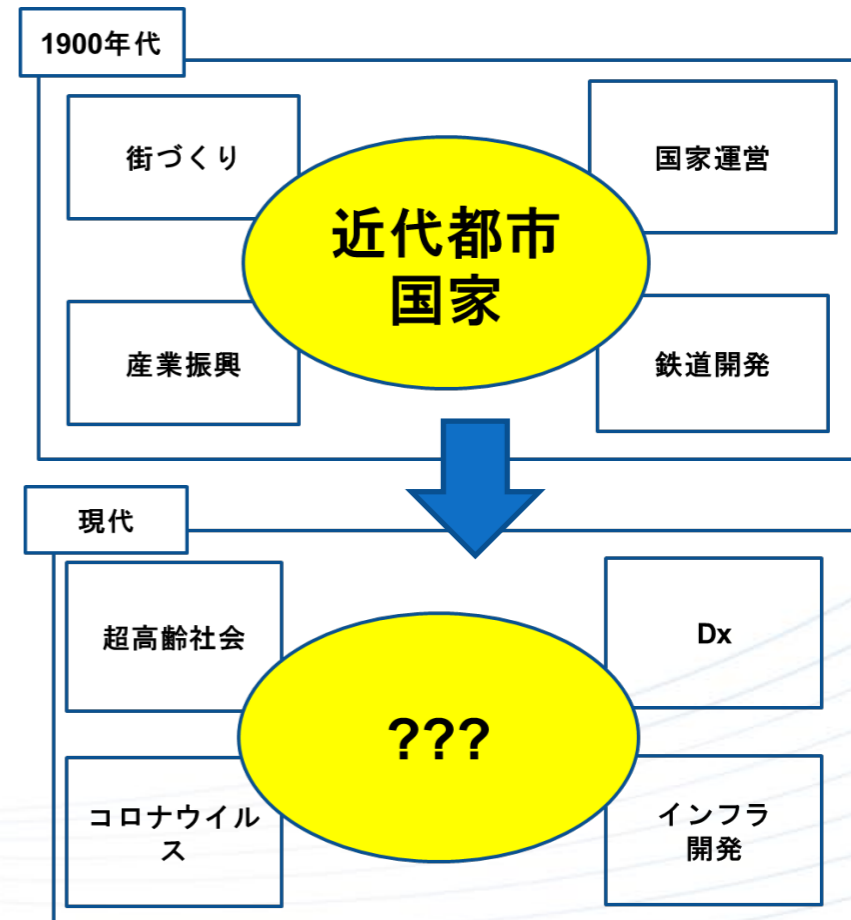 1900年代
街づくり
国家運営
近代都市
国家
産業振興
鉄道開発
現代
超高齢社会
Dx
???
コロナウイル
ス
インフラ
開発